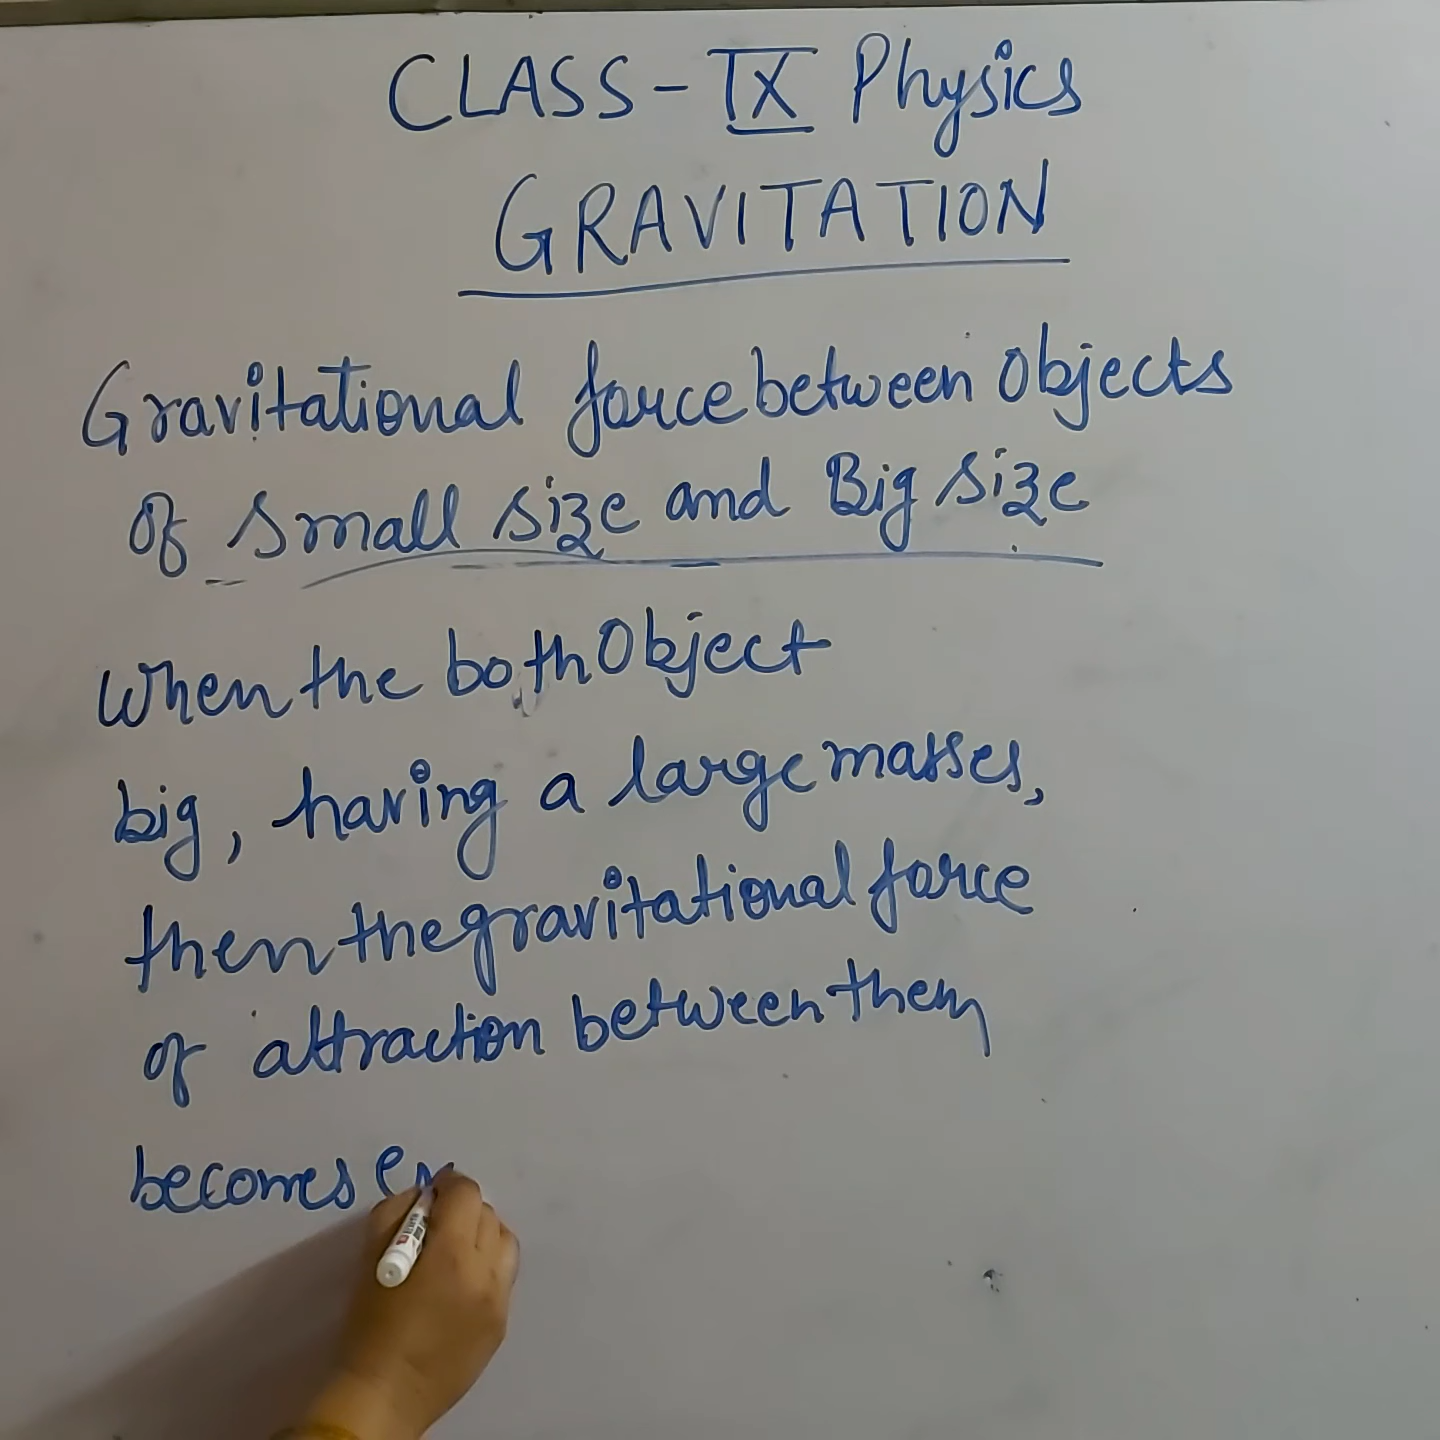 CLASS-IX Physics
GRAVITATION
Gravitational force between Objects
of small size and Big size
When the both Object
big, having a large masses,
then the gravitational force
of attraction between them
becomes